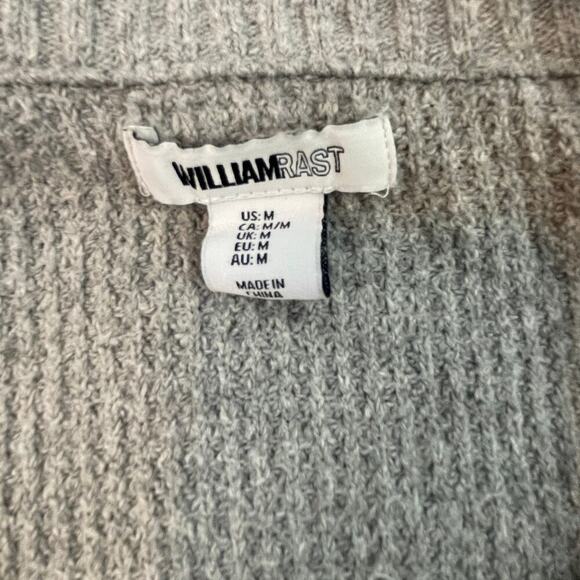 WILLIAMRAST
US: M
CA: M/M
UK: M
EU: M
AU: M
MADE IN
CHINA